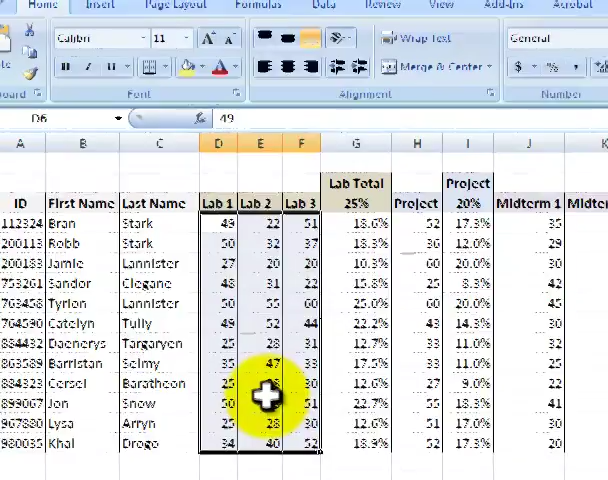 Home Insert Page Layout Formulas Data Review View Add-Ins Acrobat
Calibri 11 A A Wrap Text General
B I U A Merge & Center $ %
Font Alignment Number
D6 49
A B C D E F G H I J K
Lab Total Project
ID First Name Last Name Lab 1 Lab 2 Lab 3 25% Project 20% Midterm 1
112324 Bran Stark 49 22 51 18.6% 52 17.3% 35
200113 Robb Stark 50 32 37 18.3% 36 12.0% 29
200183 Jamie Lannister 27 20 20 10.3% 60 20.0% 30
753261 Sandor Clegane 48 31 22 15.8% 25 8.3% 42
763458 Tyrion Lannister 50 55 60 25.0% 60 20.0% 45
764590 Catelyn Tully 49 52 44 22.2% 43 14.3% 30
884432 Daenerys Targaryen 25 28 31 12.7% 33 11.0% 32
863589 Barristan Selmy 35 47 33 17.5% 33 11.0% 25
884323 Cersei Baratheon 25 30 12.6% 27 9.0% 22
899067 Jon Snow 50 51 22.7% 55 18.3% 41
967880 Lysa Arryn 25 28 30 12.6% 51 17.0% 30
980035 Khal Drogo 34 40 52 18.9% 52 17.3% 20